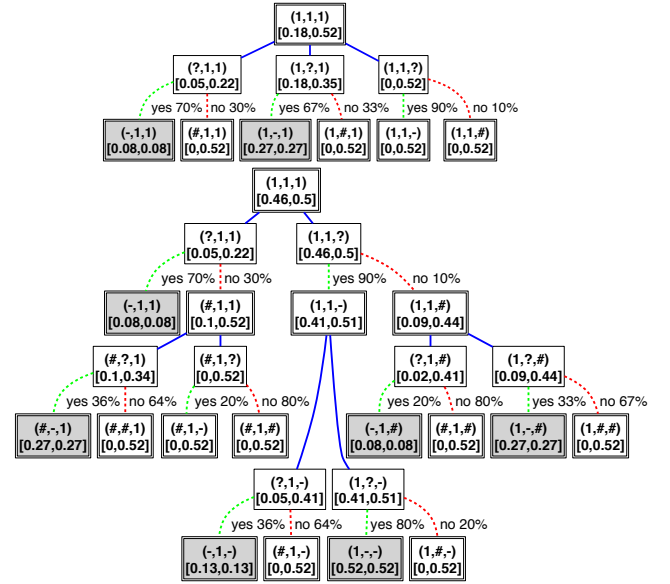 (1,1,1)
[0.18,0.52]
(?,1,1) (1,?,1) (1,1,?)
[0.05,0.22] [0.18,0.35] [0,0.52]
yes 70% no 30% yes 67% no 33% yes 90% no 10%
(-,1,1) (#,1,1) (1,-,1) (1,#,1) (1,1,-) (1,1,#)
[0.08,0.08] [0,0.52] [0.27,0.27] [0,0.52] [0,0.52] [0,0.52]
(1,1,1)
[0.46,0.5]
(?,1,1) (1,1,?)
[0.05,0.22] [0.46,0.5]
yes 70% no 30% yes 90% no 10%
(-,1,1) (#,1,1) (1,1,-) (1,1,#)
[0.08,0.08] [0.1,0.52] [0.41,0.51] [0.09,0.44]
(#,?,1) (#,1,?) (?,1,#) (1,?,#)
[0.1,0.34] [0,0.52] [0.02,0.41] [0.09,0.44]
yes 36% no 64% yes 20% no 80% yes 20% no 80% yes 33% no 67%
(#,-,1) (#,#,1) (#,1,-) (#,1,#) (-,1,#) (#,1,#) (1,-,#) (1,#,#)
[0.27,0.27] [0,0.52] [0,0.52] [0,0.52] [0.08,0.08] [0,0.52] [0.27,0.27] [0,0.52]
(?,1,-) (1,?,-)
[0.05,0.41] [0.41,0.51]
yes 36% no 64% yes 80% no 20%
(-,1,-) (#,1,-) (1,-,-) (1,#,-)
[0.13,0.13] [0,0.52] [0.52,0.52] [0,0.52]